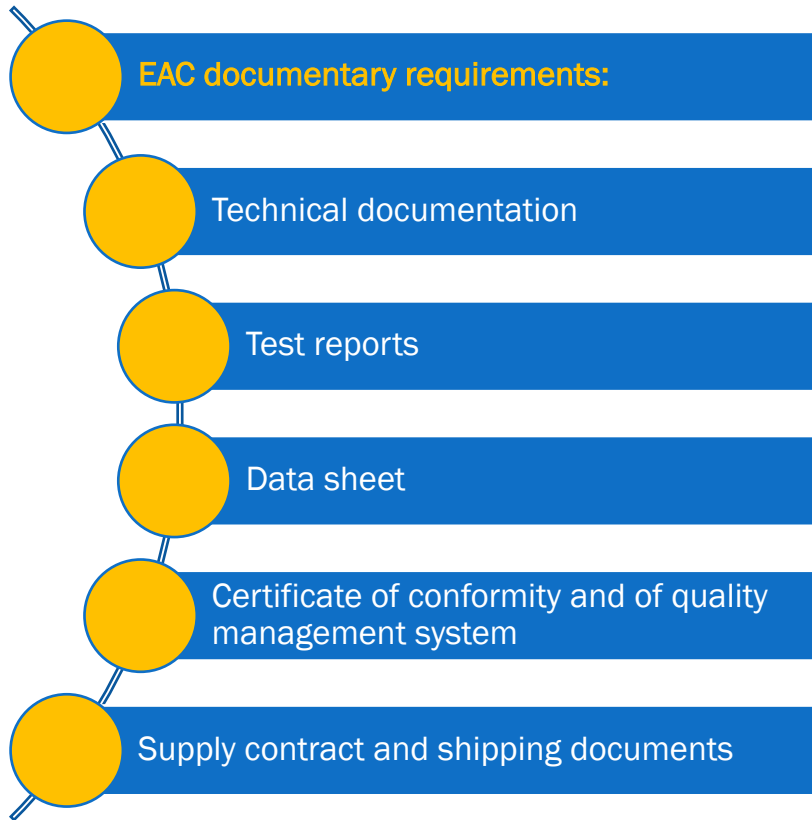 EAC documentary requirements:
Technical documentation
Test reports
Data sheet
Certificate of conformity and of quality
management system
Supply contract and shipping documents